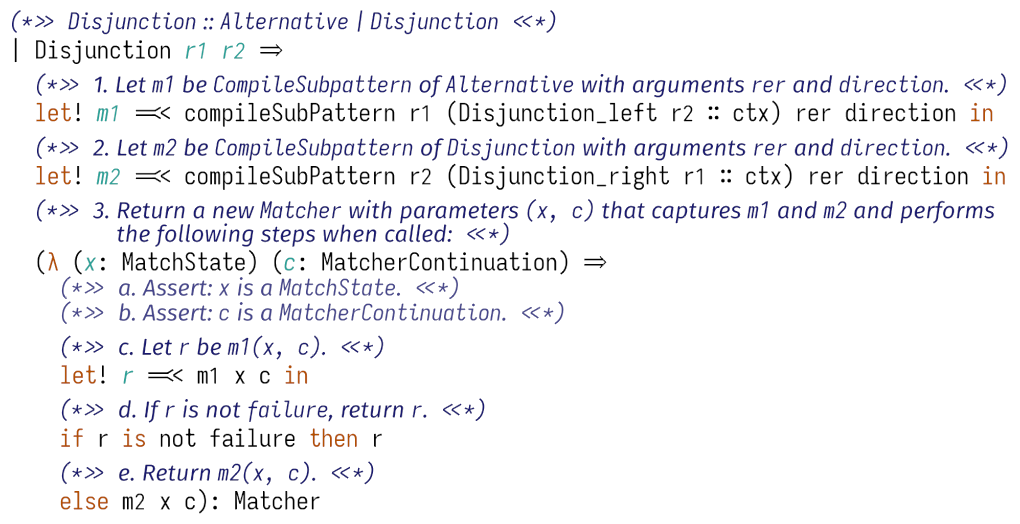 (*>> Disjunction :: Alternative | Disjunction <<*)
| Disjunction r1 r2 ⇒
(*>> 1. Let m1 be CompileSubpattern of Alternative with arguments rer and direction. <<*)
let! m1 =<< compileSubPattern r1 (Disjunction_left r2 :: ctx) rer direction in
(*>> 2. Let m2 be CompileSubpattern of Disjunction with arguments rer and direction. <<*)
let! m2 =<< compileSubPattern r2 (Disjunction_right r1 :: ctx) rer direction in
(*>> 3. Return a new Matcher with parameters (x, c) that captures m1 and m2 and performs
the following steps when called: <<*)
(λ (x: MatchState) (c: MatcherContinuation) ⇒
(*>> a. Assert: x is a MatchState. <<*)
(*>> b. Assert: c is a MatcherContinuation. <<*)
(*>> c. Let r be m1(x, c). <<*)
let! r =<< m1 x c in
(*>> d. If r is not failure, return r. <<*)
if r is not failure then r
(*>> e. Return m2(x, c). <<*)
else m2 x c): Matcher